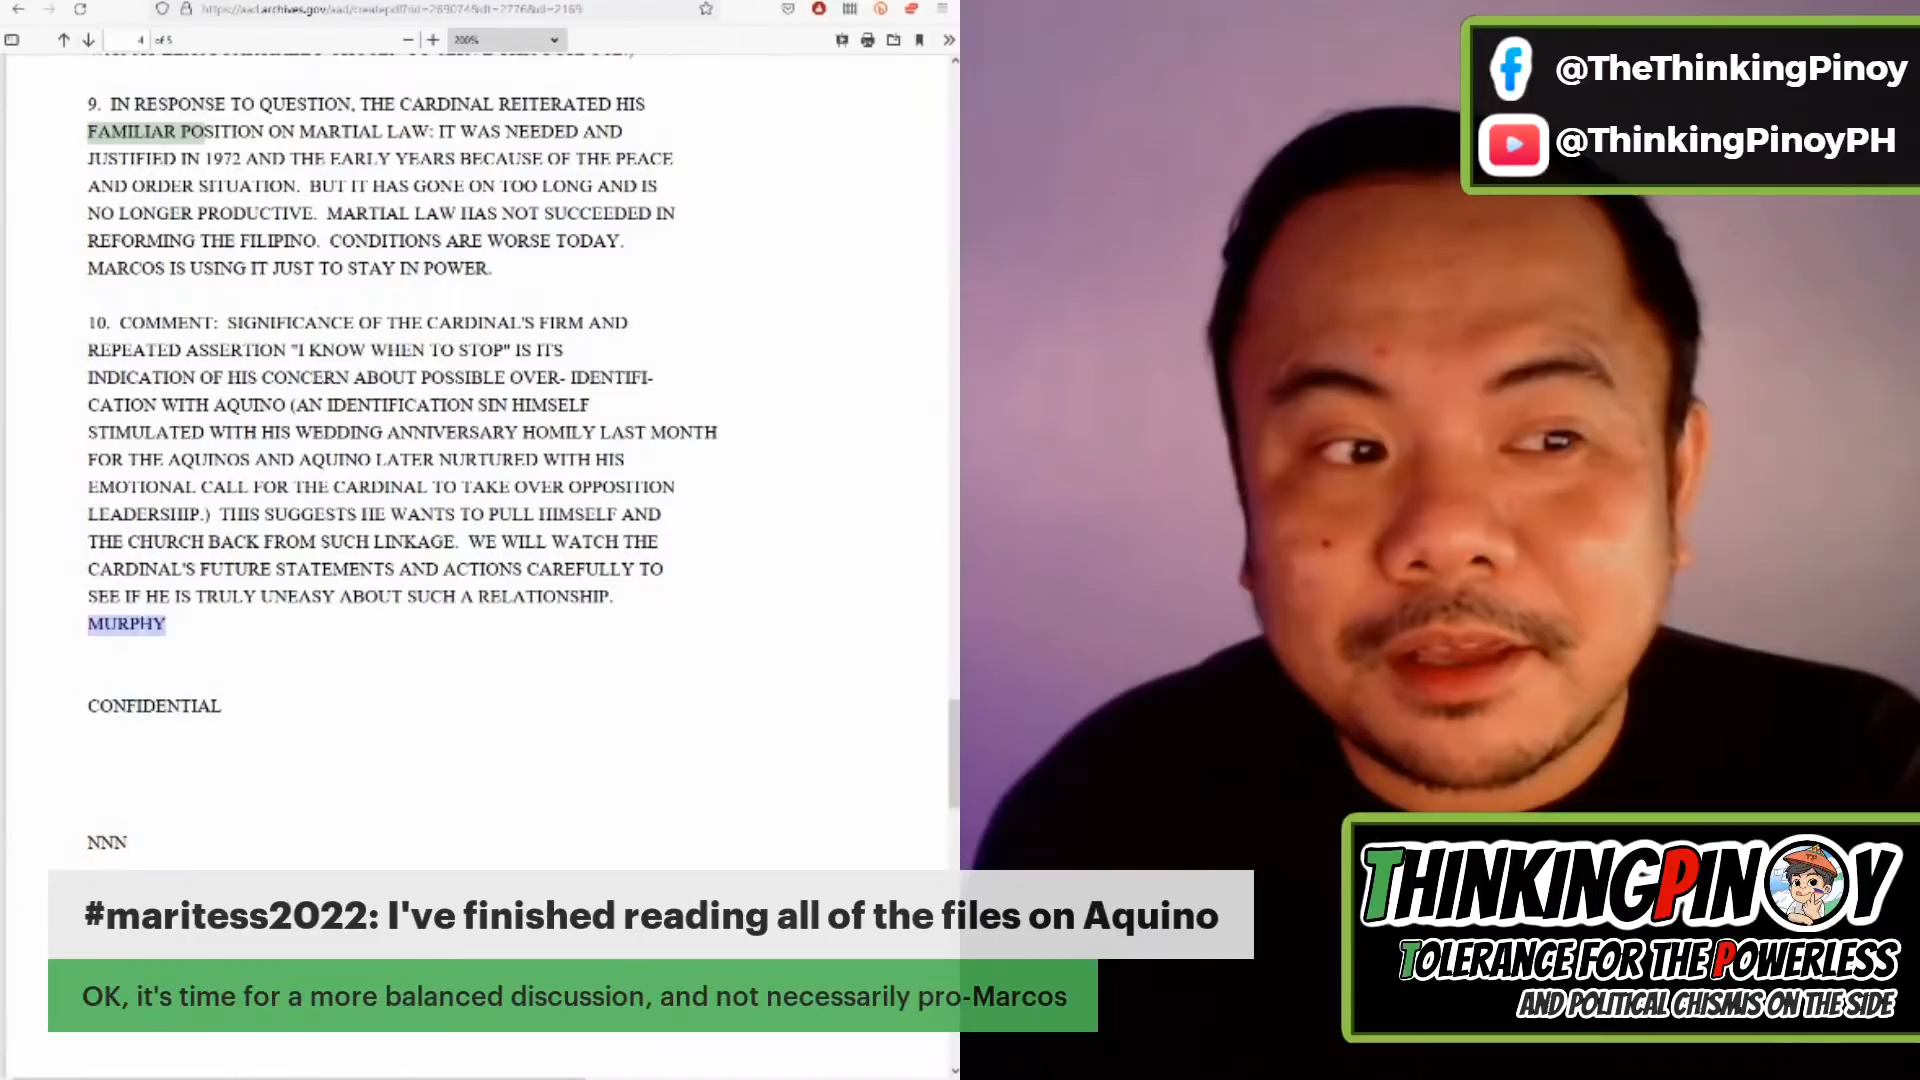 4 of 5
200%
9. IN RESPONSE TO QUESTION, THE CARDINAL REITERATED HIS
FAMILIAR POSITION ON MARTIAL LAW: IT WAS NEEDED AND
JUSTIFIED IN 1972 AND THE EARLY YEARS BECAUSE OF THE PEACE
AND ORDER SITUATION. BUT IT HAS GONE ON TOO LONG AND IS
NO LONGER PRODUCTIVE. MARTIAL LAW HAS NOT SUCCEEDED IN
REFORMING THE FILIPINO. CONDITIONS ARE WORSE TODAY.
MARCOS IS USING IT JUST TO STAY IN POWER.
10. COMMENT: SIGNIFICANCE OF THE CARDINAL'S FIRM AND
REPEATED ASSERTION "I KNOW WHEN TO STOP" IS ITS
INDICATION OF HIS CONCERN ABOUT POSSIBLE OVER- IDENTIFI-
CATION WITH AQUINO (AN IDENTIFICATION SIN HIMSELF
STIMULATED WITH HIS WEDDING ANNIVERSARY HOMILY LAST MONTH
FOR THE AQUINOS AND AQUINO LATER NURTURED WITH HIS
EMOTIONAL CALL FOR THE CARDINAL TO TAKE OVER OPPOSITION
LEADERSHIP.) THIS SUGGESTS HE WANTS TO PULL HIMSELF AND
THE CHURCH BACK FROM SUCH LINKAGE. WE WILL WATCH THE
CARDINAL'S FUTURE STATEMENTS AND ACTIONS CAREFULLY TO
SEE IF HE IS TRULY UNEASY ABOUT SUCH A RELATIONSHIP.
MURPHY
CONFIDENTIAL
NNN
#maritess2022: I've finished reading all of the files on Aquino
OK, it's time for a more balanced discussion, and not necessarily pro-Marcos
@TheThinkingPinoy
@ThinkingPinoyPH
THINKINGPINOY
TOLERANCE FOR THE POWERLESS
AND POLITICAL CHISMIS ON THE SIDE